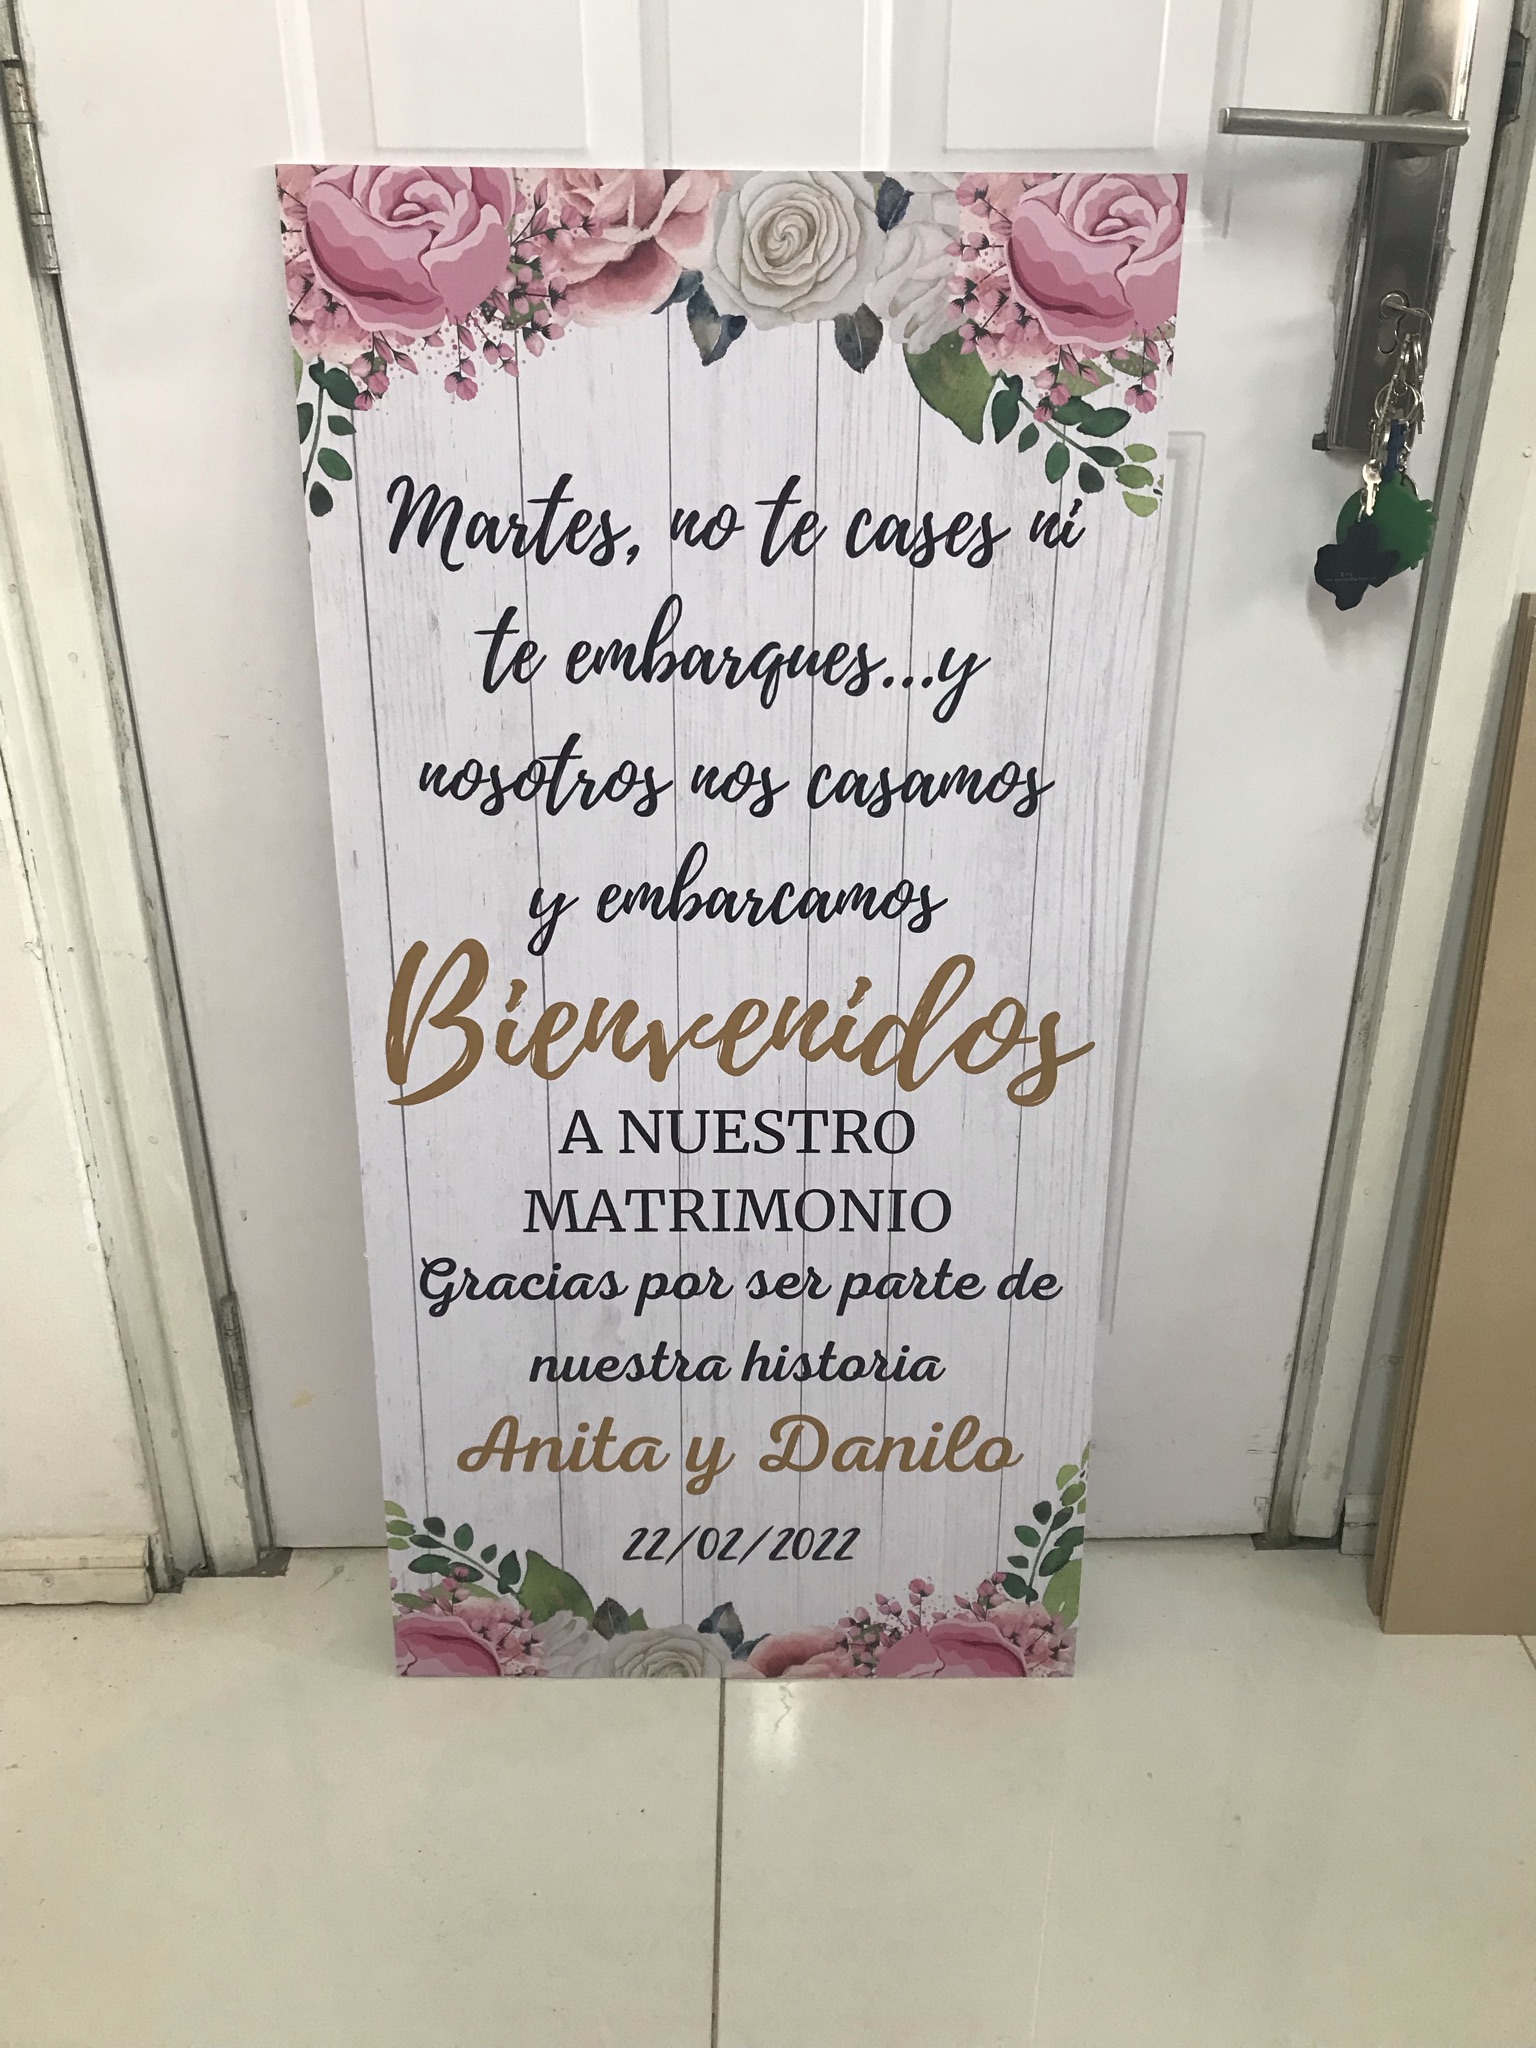 Martes, no te cases ni
te embarques...y
nosotros nos casamos
y embarcamos
Bienvenidos
A NUESTRO
MATRIMONIO
Gracias por ser parte de
nuestra historia
Anita y Danilo
22/02/2022